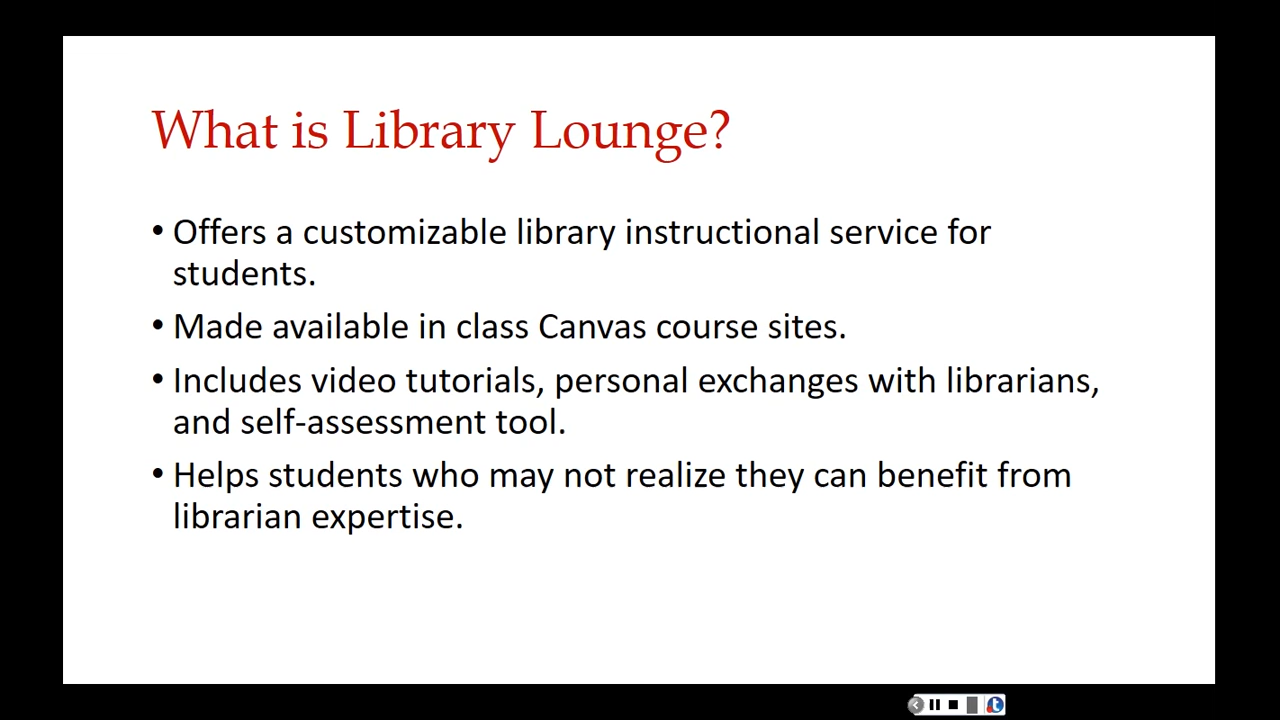 What is Library Lounge?
• Offers a customizable library instructional service for
students.
• Made available in class Canvas course sites.
• Includes video tutorials, personal exchanges with librarians,
and self-assessment tool.
• Helps students who may not realize they can benefit from
librarian expertise.